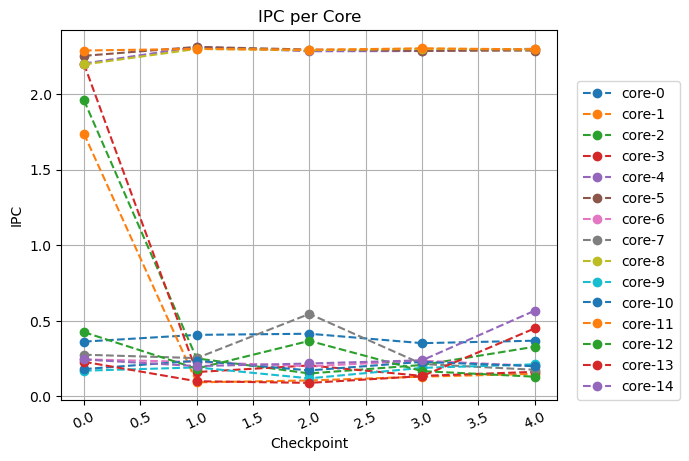 IPC per Core
IPC
2.0
1.5
1.0
0.5
0.0
0.0
0.5
1.0
1.5
2.0
2.5
3.0
3.5
4.0
Checkpoint
core-0
core-1
core-2
core-3
core-4
core-5
core-6
core-7
core-8
core-9
core-10
core-11
core-12
core-13
core-14